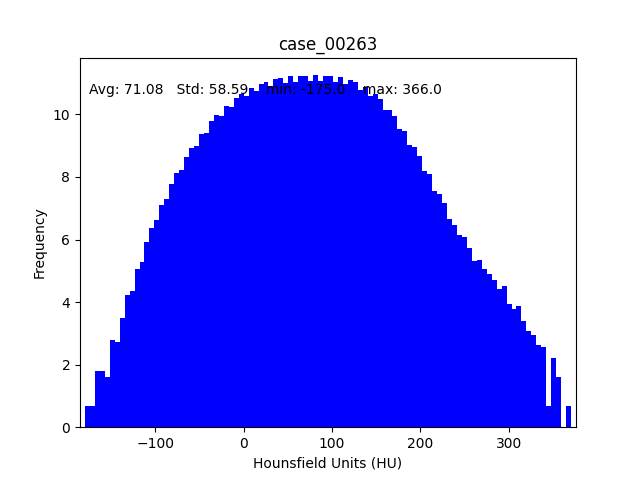 case_00263
Avg: 71.08 Std: 58.59 min: -175.0 max: 366.0
10
8
6
4
2
0
Frequency
−100
0
100
200
300
Hounsfield Units (HU)